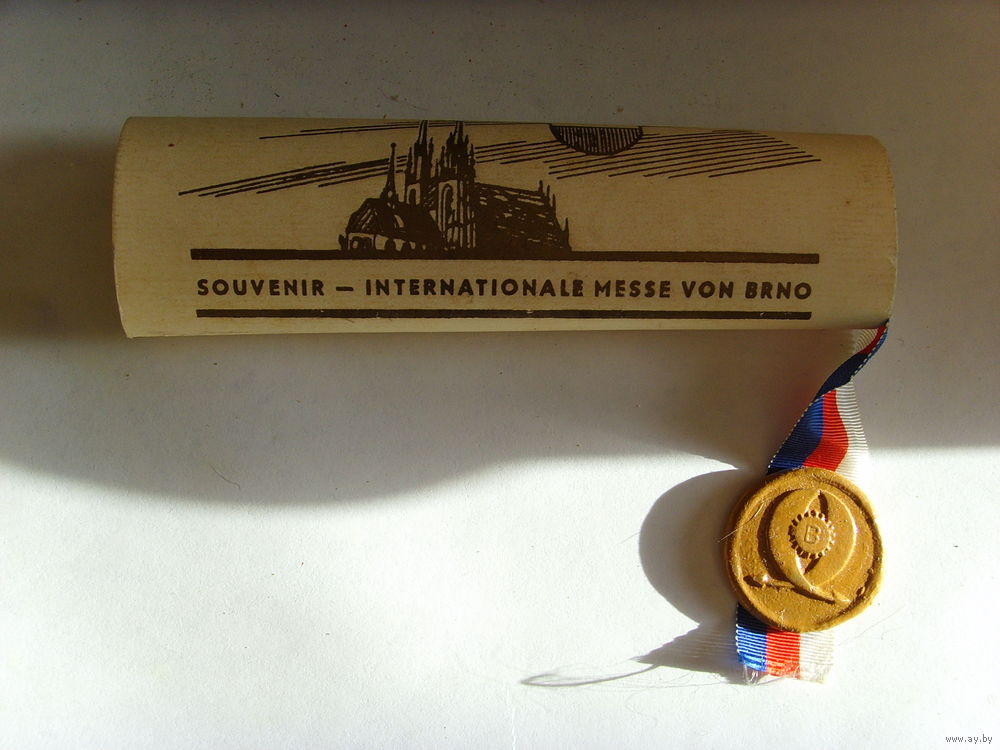 SOUVENIR — INTERNATIONALE MESSE VON BRNO
B
www.ay.by